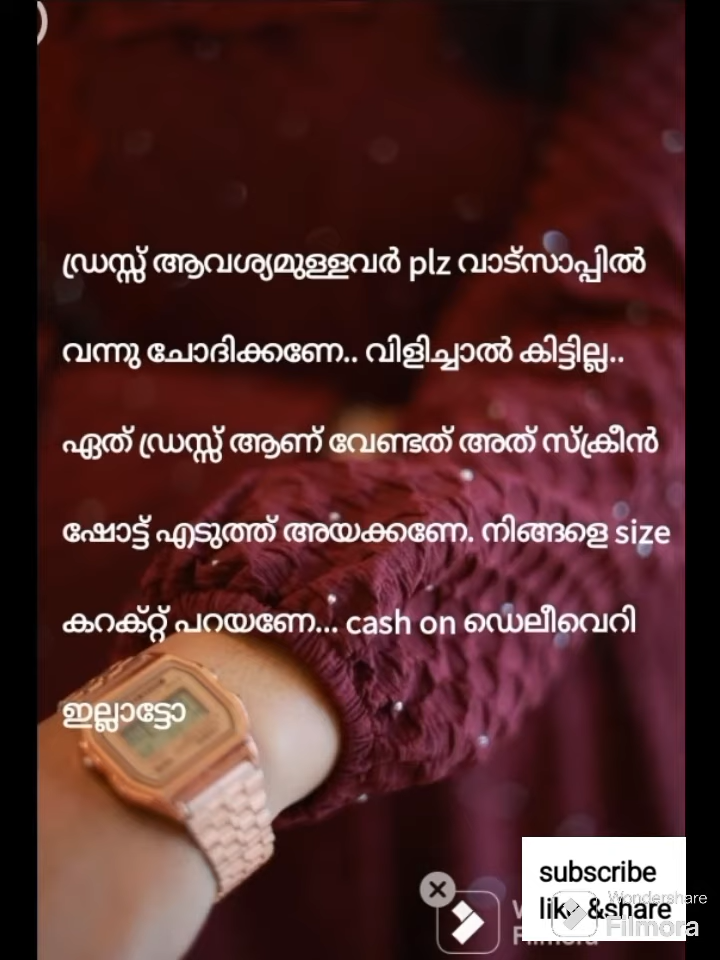 ഡ്രസ്സ് ആവശ്യമുള്ളവർ plz വാട്സാപ്പിൽ
വന്നു ചോദിക്കണേ.. വിളിച്ചാൽ കിട്ടില്ല..
ഏത് ഡ്രസ്സ് ആണ് വേണ്ടത് അത് സ്ക്രീൻ
ഷോട്ട് എടുത്ത് അയക്കണേ. നിങ്ങളെ size
കറക്റ്റ് പറയണേ... cash on ഡെലീവെറി
ഇല്ലാട്ടോ
subscribe
like &share
Wondershare
Filmora